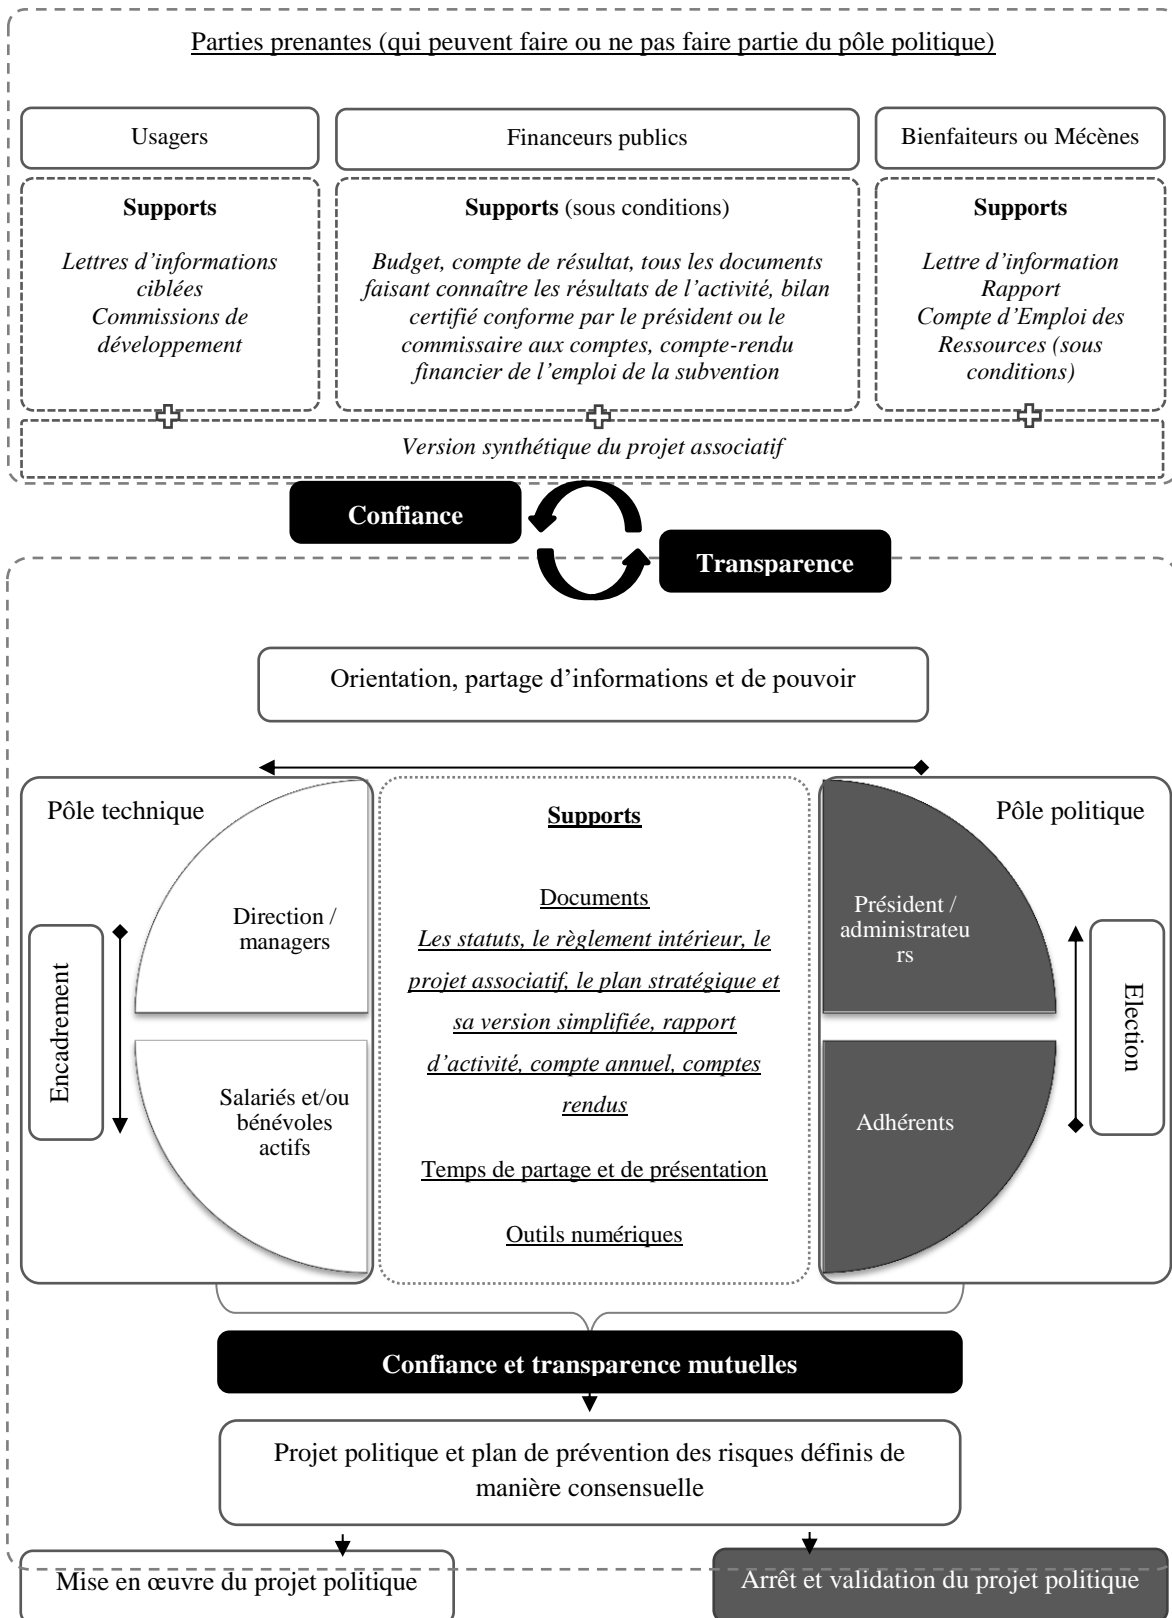 Parties prenantes (qui peuvent faire ou ne pas faire partie du pôle politique)
Usagers
Financeurs publics
Bienfaiteurs ou Mécènes
Supports
Lettres d’informations
ciblées
Commissions de
développement
Supports (sous conditions)
Budget, compte de résultat, tous les documents
faisant connaître les résultats de l’activité, bilan
certifié conforme par le président ou le
commissaire aux comptes, compte-rendu
financier de l’emploi de la subvention
Supports
Lettre d’information
Rapport
Compte d’Emploi des
Ressources (sous
conditions)
Version synthétique du projet associatif
Confiance
Transparence
Orientation, partage d’informations et de pouvoir
Pôle technique
Encadrement
Direction /
managers
Salariés et/ou
bénévoles
actifs
Supports
Documents
Les statuts, le règlement intérieur, le
projet associatif, le plan stratégique et
sa version simplifiée, rapport
d’activité, compte annuel, comptes
rendus
Temps de partage et de présentation
Outils numériques
Pôle politique
Président /
administrateu
rs
Adhérents
Election
Confiance et transparence mutuelles
Projet politique et plan de prévention des risques définis de
manière consensuelle
Mise en œuvre du projet politique
Arrêt et validation du projet politique